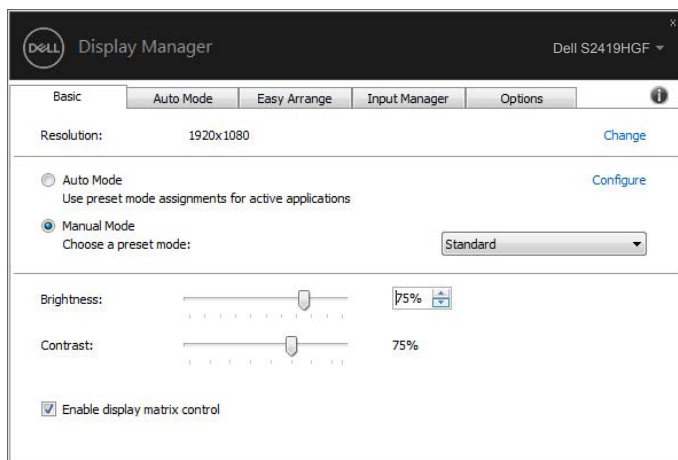 x
DELL Display Manager Dell S2419HGF
Basic Auto Mode Easy Arrange Input Manager Options
Resolution: 1920x1080 Change
Auto Mode Configure
Use preset mode assignments for active applications
Manual Mode
Choose a preset mode: Standard
Brightness: 75%
Contrast: 75%
Enable display matrix control